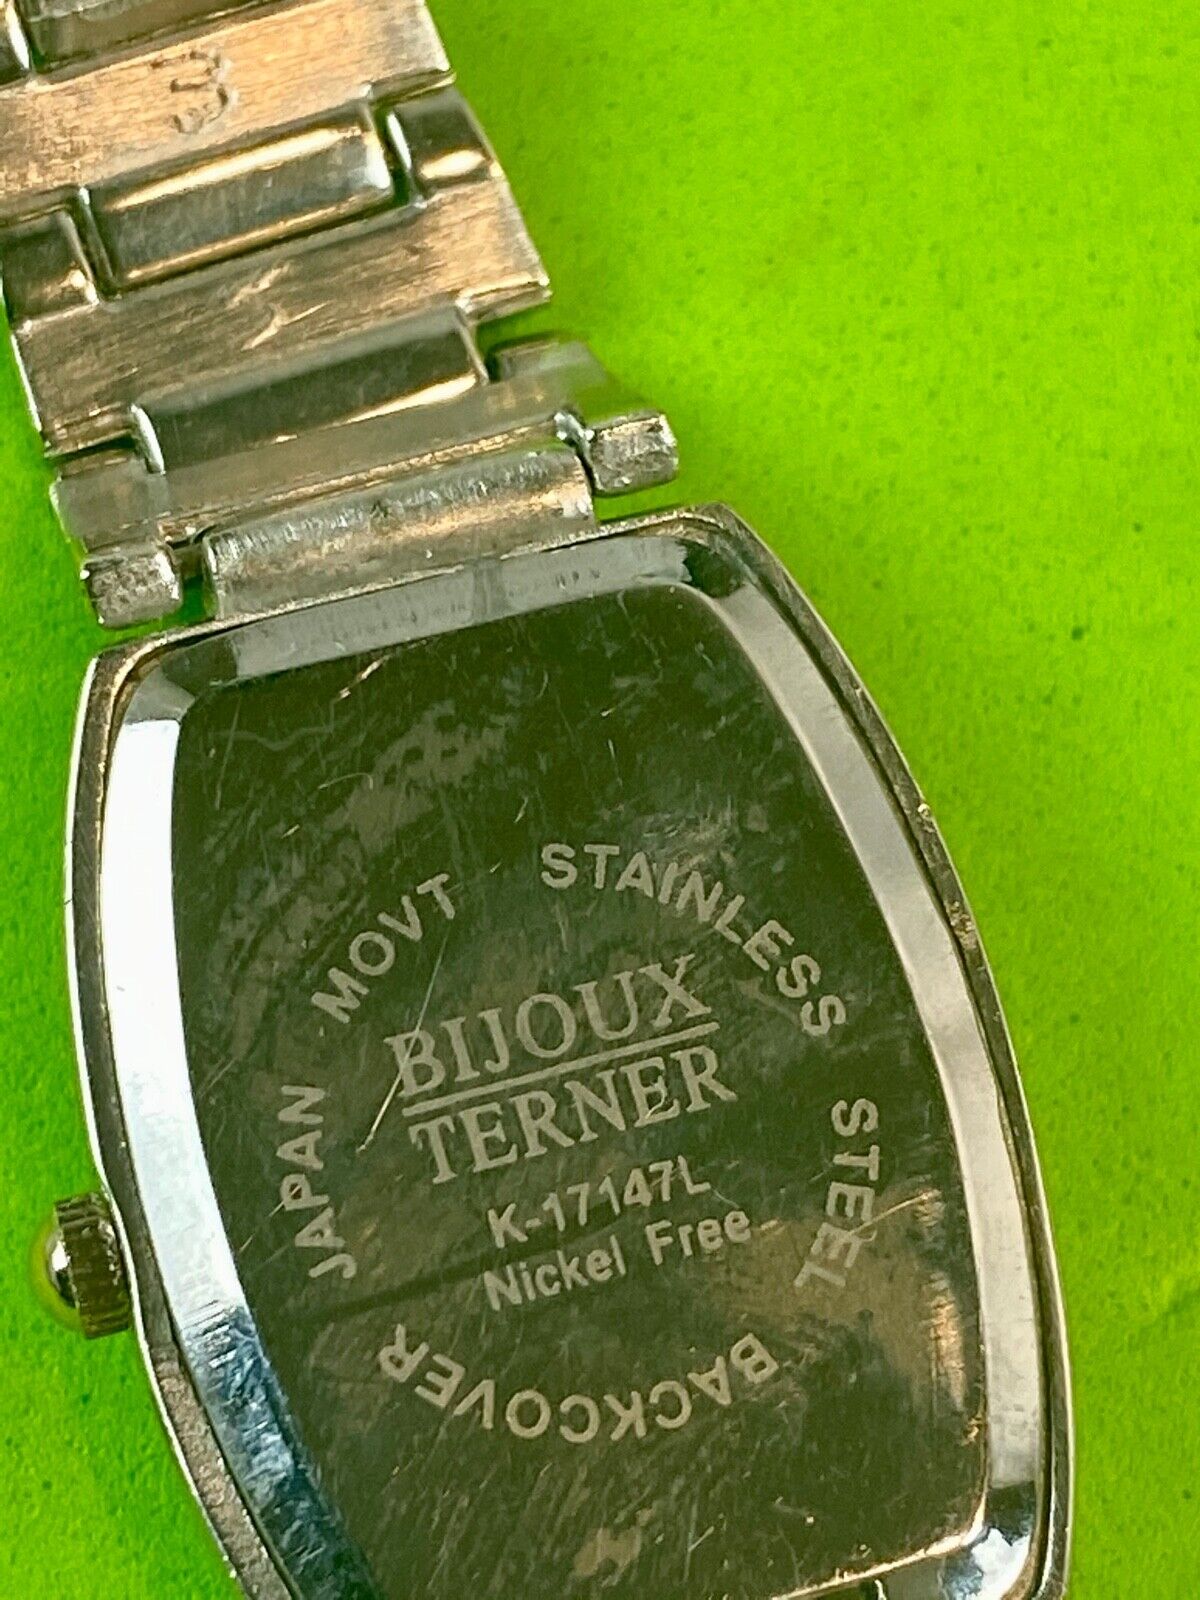 JAPAN MOVT STAINLESS STEEL BACKCOVER
BIJOUX
TERNER
K-17147L
Nickel Free